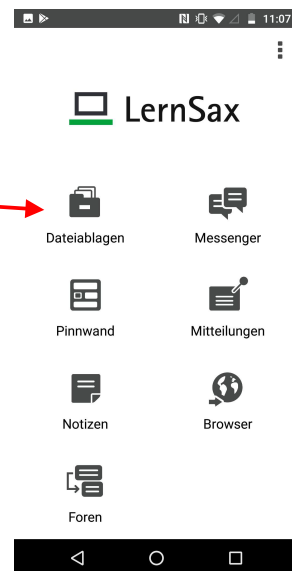 11:07
LernSax
Dateiablagen Messenger
Pinnwand Mitteilungen
Notizen Browser
Foren